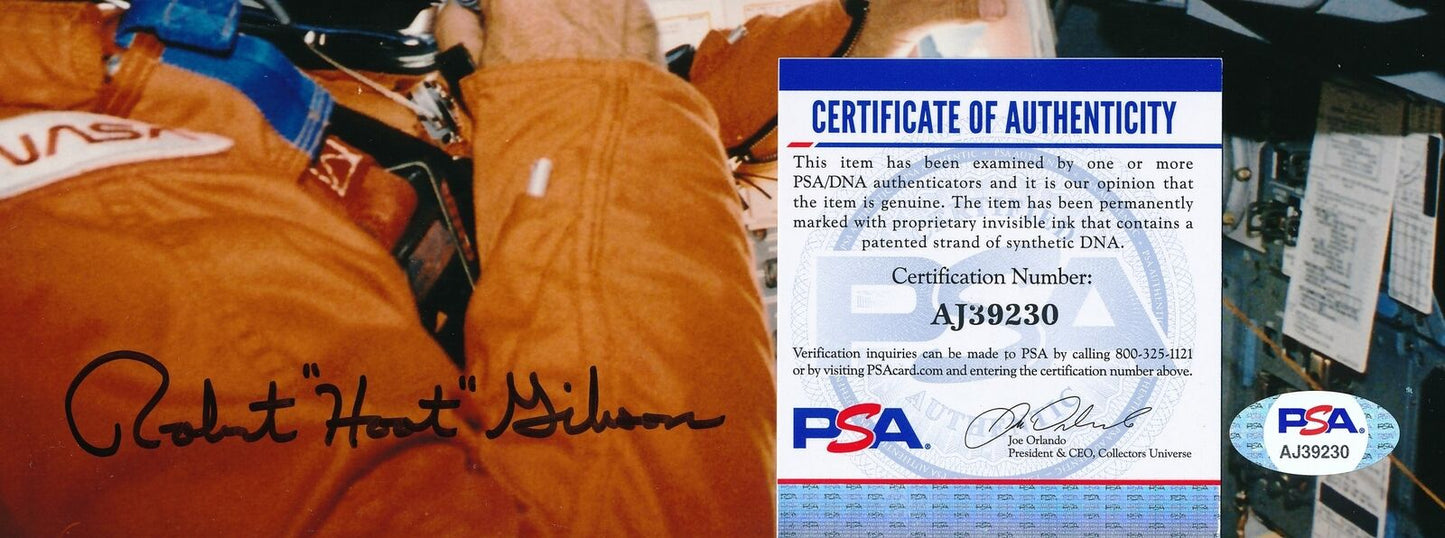 NASA
Robert "Hoot" Gibson
CERTIFICATE OF AUTHENTICITY
This item has been examined by one or more
PSA/DNA authenticators and it is our opinion that
the item is genuine. The item has been permanently
marked with proprietary invisible ink that contains a
patented strand of synthetic DNA.
Certification Number:
AJ39230
Verification inquiries can be made to PSA by calling 800-325-1121
or by visiting PSAcard.com and entering the certification number above.
PSA
Joe Orlando
President & CEO, Collectors Universe
PSA
AJ39230